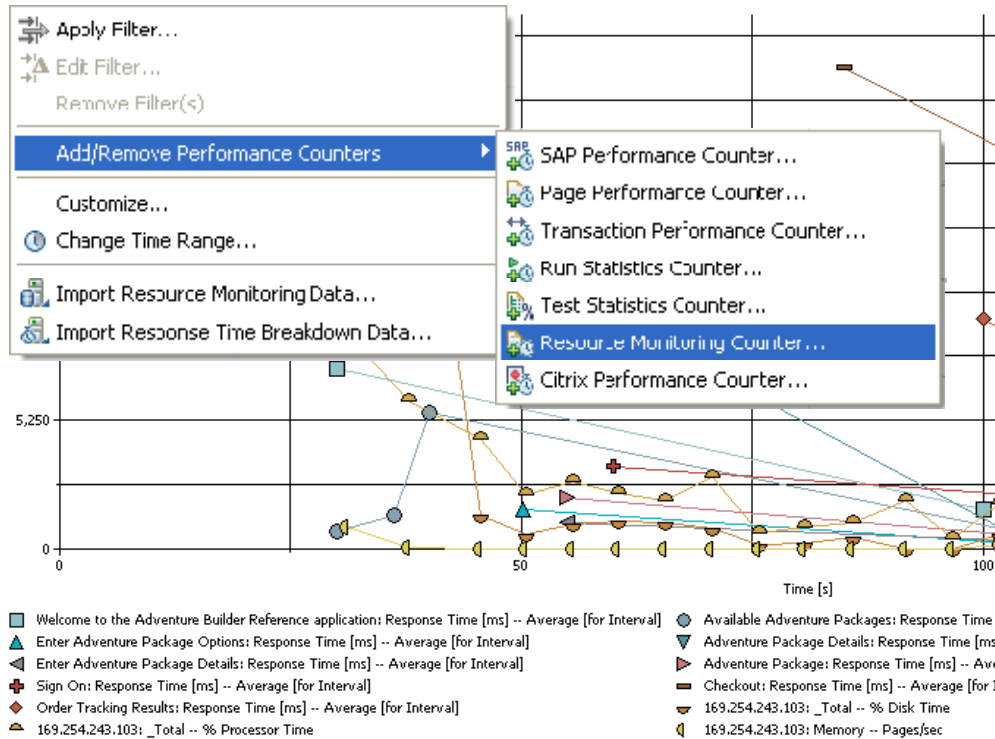 Apply Filter...
Edit Filter...
Remove Filter(s)
Add/Remove Performance Counters
Customize...
Change Time Range...
Import Resource Monitoring Data...
Import Response Time Breakdown Data...
SAP
SAP Performance Counter...
Page Performance Counter...
Transaction Performance Counter...
Run Statistics Counter...
Test Statistics Counter...
Resource Monitoring Counter...
Citrix Performance Counter...
5,250
0
0
50
100
Time [s]
Welcome to the Adventure Builder Reference application: Response Time [ms] -- Average [for Interval]
Available Adventure Packages: Response Time
Enter Adventure Package Options: Response Time [ms] -- Average [for Interval]
Adventure Package Details: Response Time [ms
Enter Adventure Package Details: Response Time [ms] -- Average [for Interval]
Adventure Package: Response Time [ms] -- Ave
Sign On: Response Time [ms] -- Average [for Interval]
Checkout: Response Time [ms] -- Average [for I
Order Tracking Results: Response Time [ms] -- Average [for Interval]
169.254.243.103: _Total -- % Disk Time
169.254.243.103: _Total -- % Processor Time
169.254.243.103: Memory -- Pages/sec